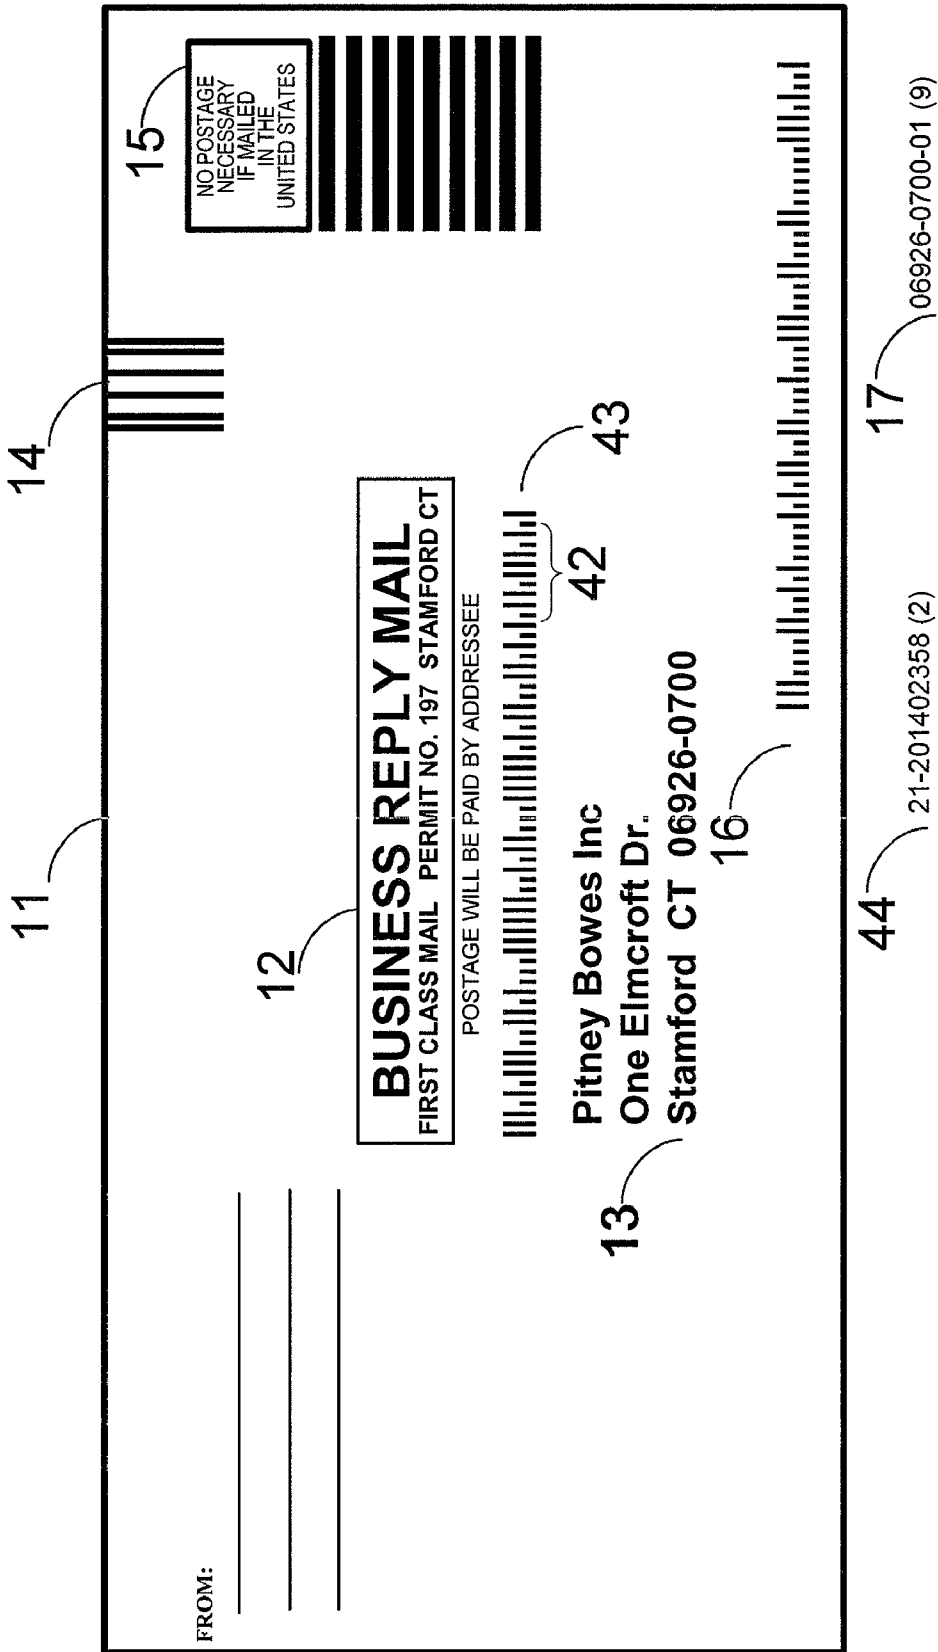 11
14
15
NO POSTAGE
NECESSARY
IF MAILED
IN THE
UNITED STATES
FROM:
12
BUSINESS REPLY MAIL
FIRST CLASS MAIL PERMIT NO. 197 STAMFORD CT
POSTAGE WILL BE PAID BY ADDRESSEE
43
42
Pitney Bowes Inc
One Elmcroft Dr.
Stamford CT 06926-0700
13
16
44
21-201402358 (2)
17
06926-0700-01 (9)